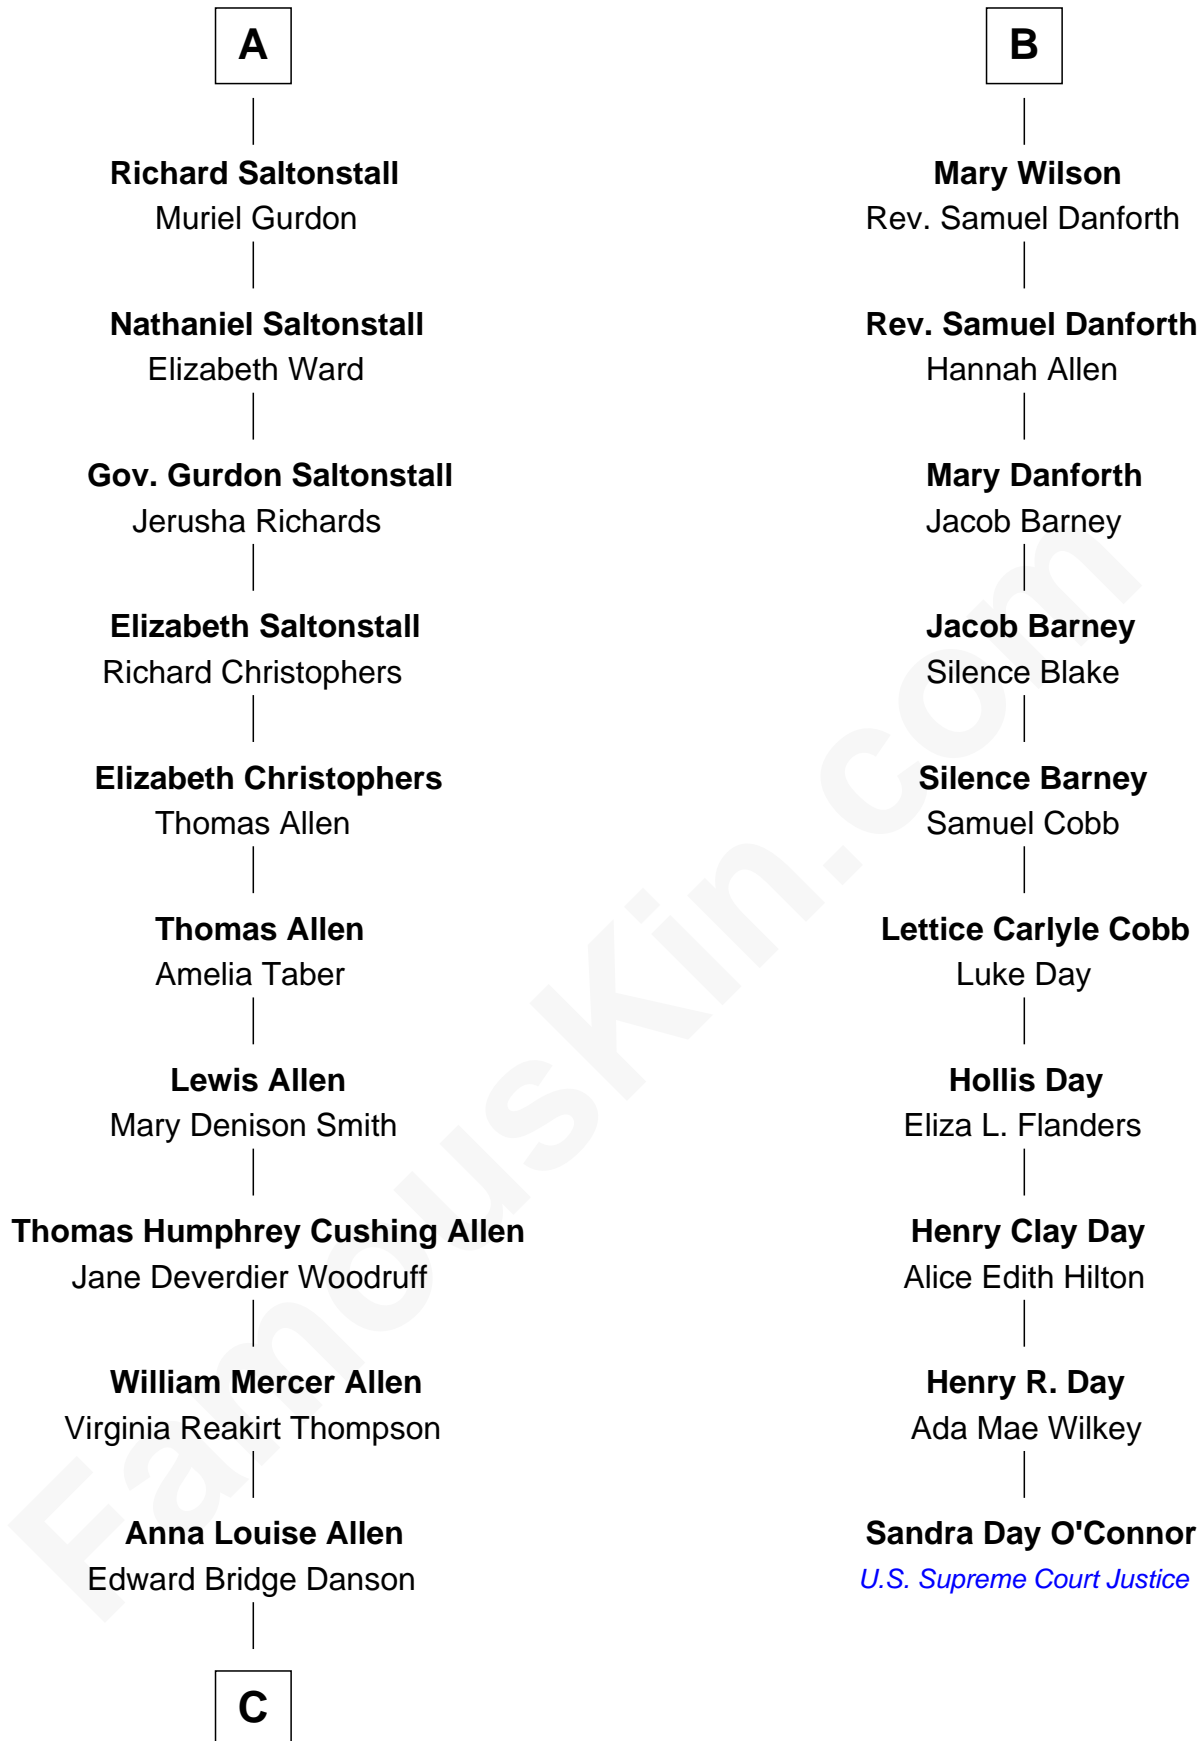 A
Richard Saltonstall
Muriel Gurdon
Nathaniel Saltonstall
Elizabeth Ward
Gov. Gurdon Saltonstall
Jerusha Richards
Elizabeth Saltonstall
Richard Christophers
Elizabeth Christophers
Thomas Allen
Thomas Allen
Amelia Taber
Lewis Allen
Mary Denison Smith
Thomas Humphrey Cushing Allen
Jane Deverdier Woodruff
William Mercer Allen
Virginia Reakirt Thompson
Anna Louise Allen
Edward Bridge Danson
C
B
Mary Wilson
Rev. Samuel Danforth
Rev. Samuel Danforth
Hannah Allen
Mary Danforth
Jacob Barney
Jacob Barney
Silence Blake
Silence Barney
Samuel Cobb
Lettice Carlyle Cobb
Luke Day
Hollis Day
Eliza L. Flanders
Henry Clay Day
Alice Edith Hilton
Henry R. Day
Ada Mae Wilkey
Sandra Day O'Connor
U.S. Supreme Court Justice
FamousKin.com